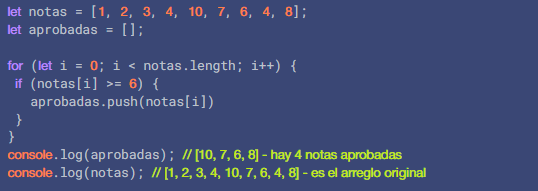 let notas = [1, 2, 3, 4, 10, 7, 6, 4, 8];
let aprobadas = [];

for (let i = 0; i < notas.length; i++) {
 if (notas[i] >= 6) {
   aprobadas.push(notas[i])
 }
}
console.log(aprobadas); // [10, 7, 6, 8] - hay 4 notas aprobadas
console.log(notas); // [1, 2, 3, 4, 10, 7, 6, 4, 8] - es el arreglo original